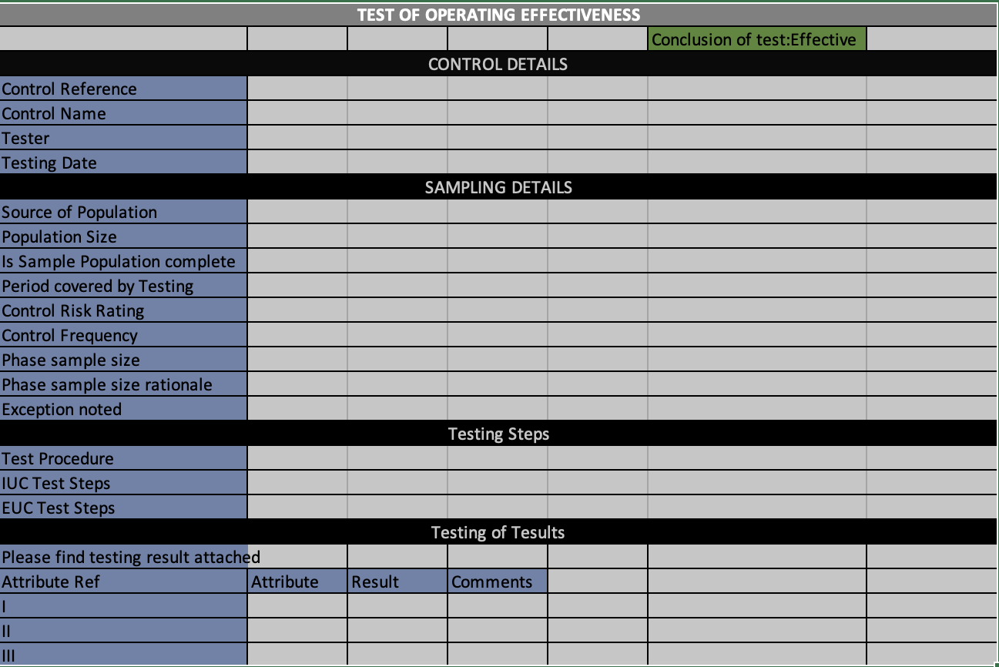 TEST OF OPERATING EFFECTIVENESS
Conclusion of test:Effective
CONTROL DETAILS
Control Reference
Control Name
Tester
Testing Date
SAMPLING DETAILS
Source of Population
Population Size
Is Sample Population complete
Period covered by Testing
Control Risk Rating
Control Frequency
Phase sample size
Phase sample size rationale
Exception noted
Testing Steps
Test Procedure
IUC Test Steps
EUC Test Steps
Testing of Tesults
Please find testing result attached
Attribute Ref Attribute Result Comments
I
II
III